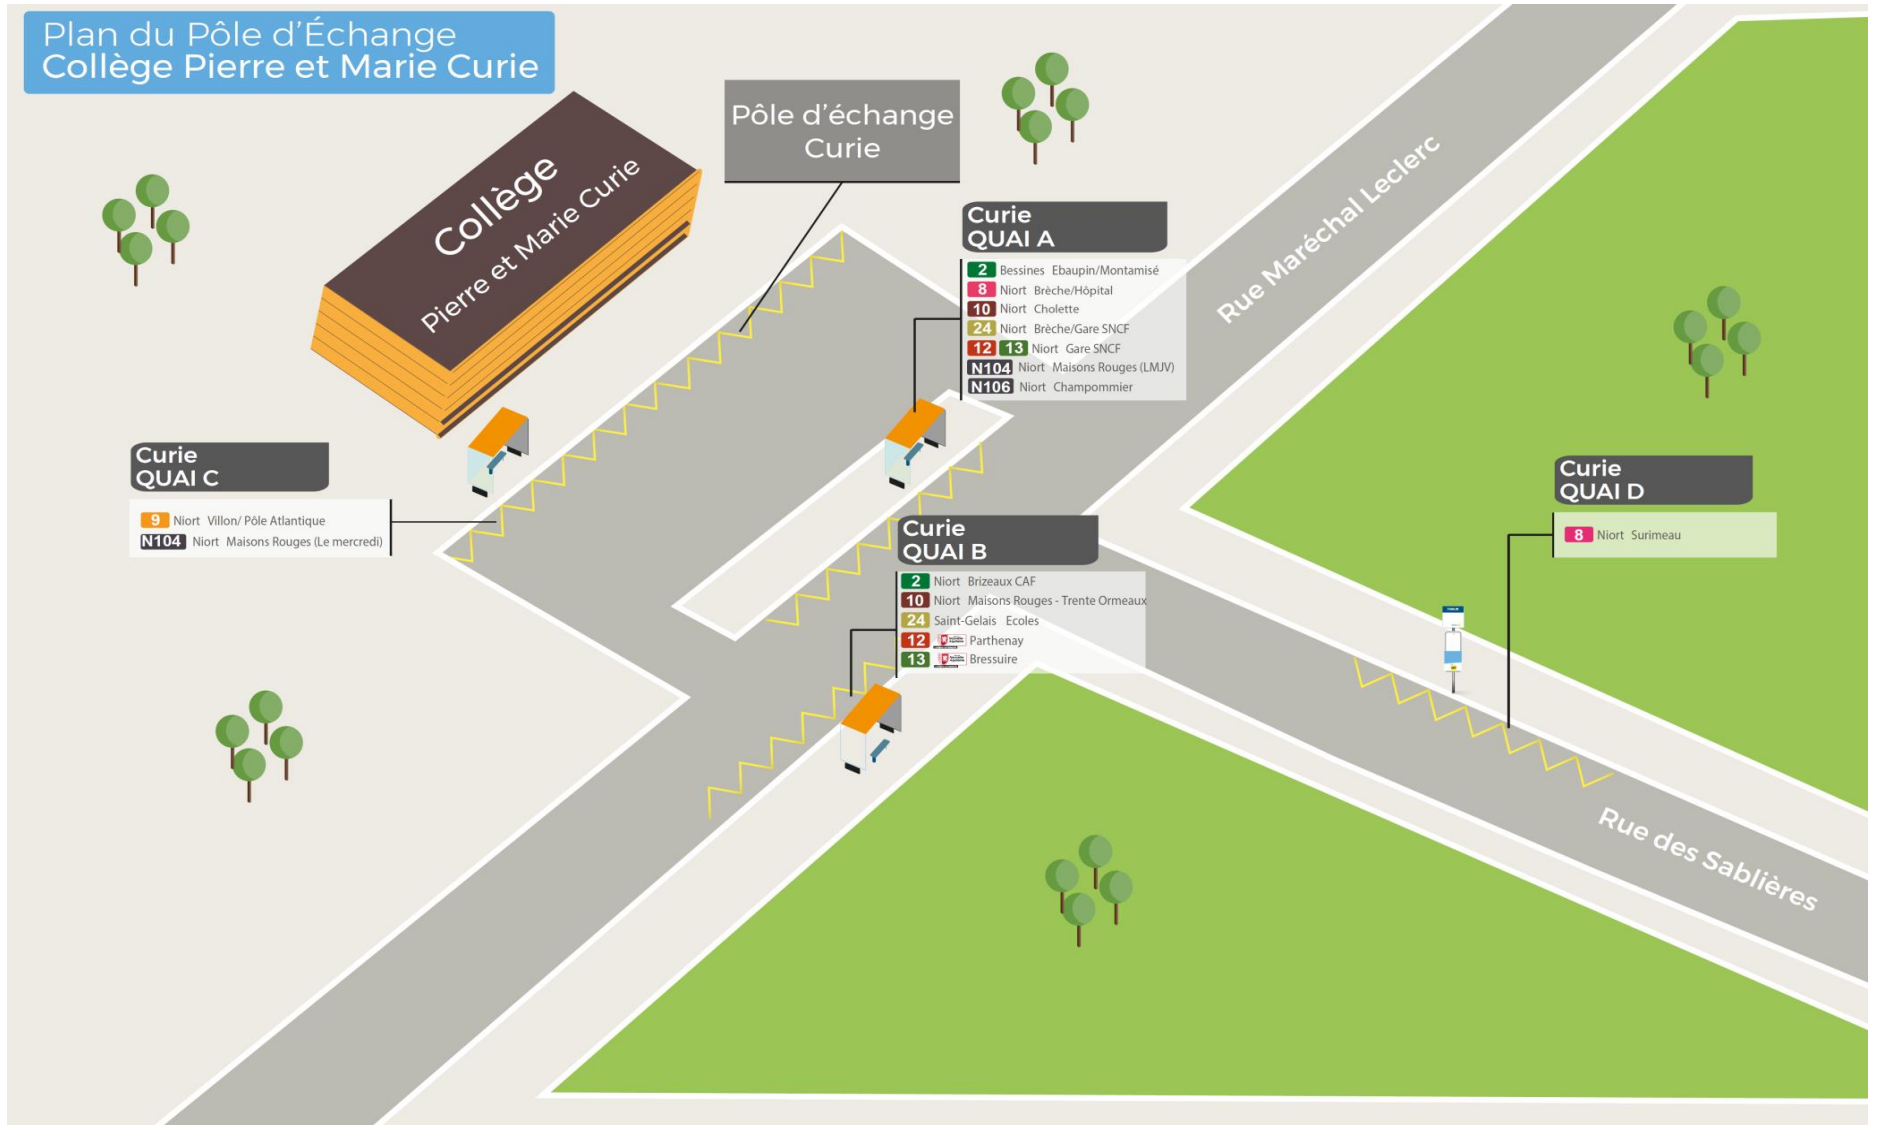 Plan du Pôle d'Échange
Collège Pierre et Marie Curie
Pôle d'échange
Curie
Collège
Pierre et Marie Curie
Rue Maréchal Leclerc
Curie
QUAI A
2 Bessines Ebaupin/Montamisé
8 Niort Brèche/Hôpital
10 Niort Cholette
24 Niort Brèche/Gare SNCF
12 13 Niort Gare SNCF
N104 Niort Maisons Rouges (LMJV)
N106 Niort Champommier
Curie
QUAI C
9 Niort Villon/ Pôle Atlantique
N104 Niort Maisons Rouges (Le mercredi)
Curie
QUAI B
2 Niort Brizeaux CAF
10 Niort Maisons Rouges - Trente Ormeaux
24 Saint-Gelais Ecoles
12 Parthenay
13 Bressuire
Curie
QUAI D
8 Niort Surimeau
Rue des Sablières